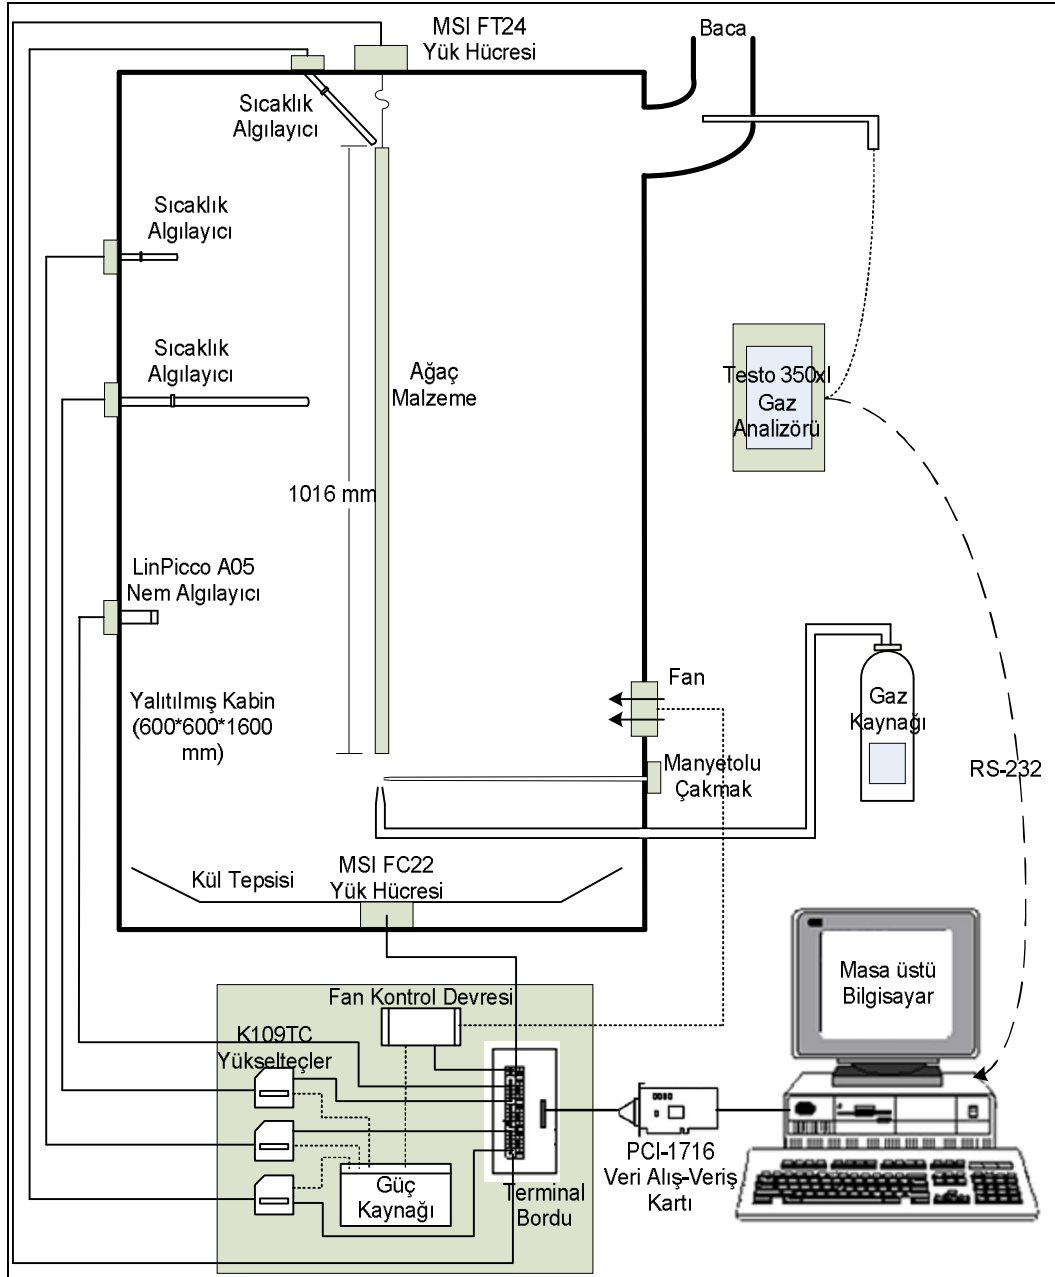 MSI FT24
Yük Hücresi
Baca
Sıcaklık
Algılayıcı
Sıcaklık
Algılayıcı
Sıcaklık
Algılayıcı
Ağaç
Malzeme
Testo 350xl
Gaz
Analizörü
1016 mm
LinPicco A05
Nem Algılayıcı
Yalıtılmış Kabin
(600*600*1600
mm)
Fan
Gaz
Kaynağı
Manyetolu
Çakmak
RS-232
MSI FC22
Yük Hücresi
Kül Tepsisi
Masa üstü
Bilgisayar
Fan Kontrol Devresi
K109TC
Yükselteçler
PCI-1716
Veri Alış-Veriş
Kartı
Güç
Kaynağı
Terminal
Bordu